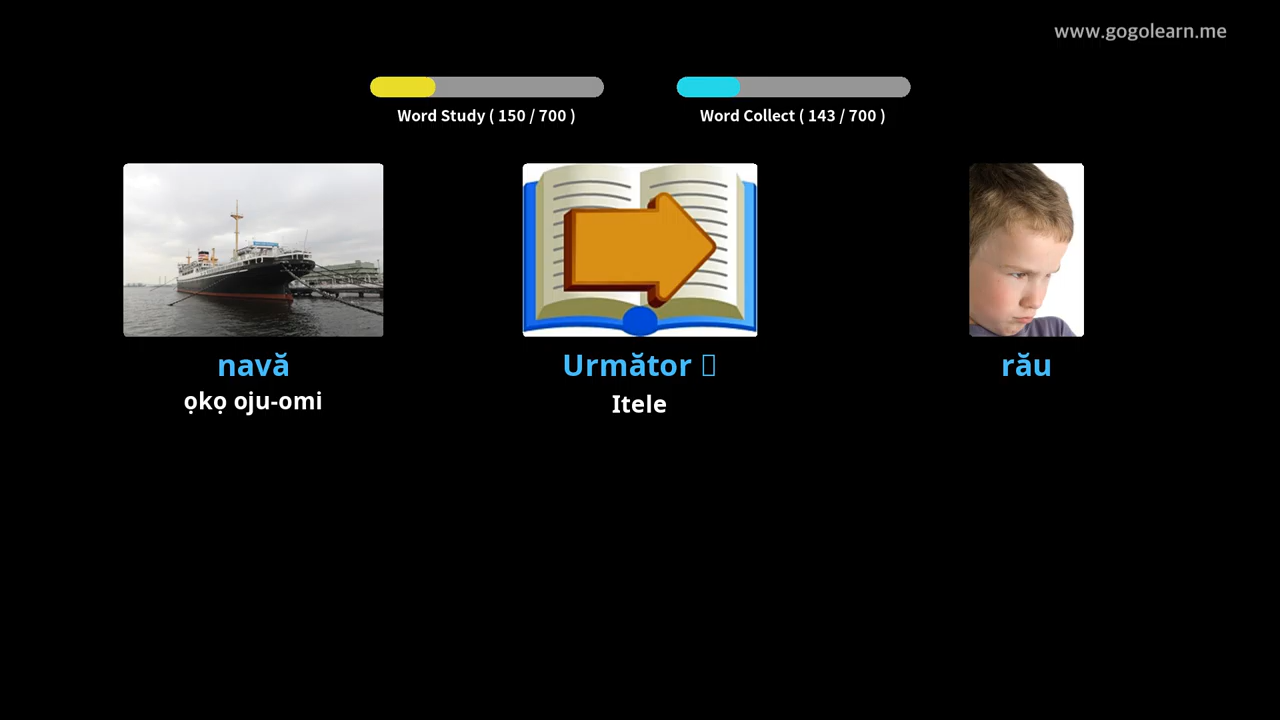 www.gogolearn.me
Word Study ( 150 / 700 )
Word Collect ( 143 / 700 )
navă
Următor
rău
ọkọ oju-omi
Itele